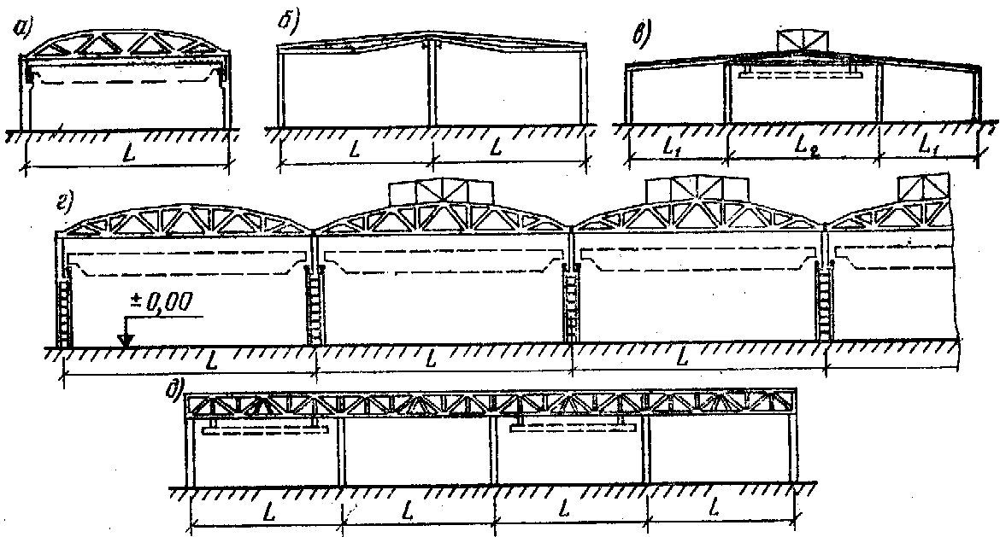 а) б) в)
L L L L₁ L₂ L₁
г)
± 0,00
L L L
д)
L L L L